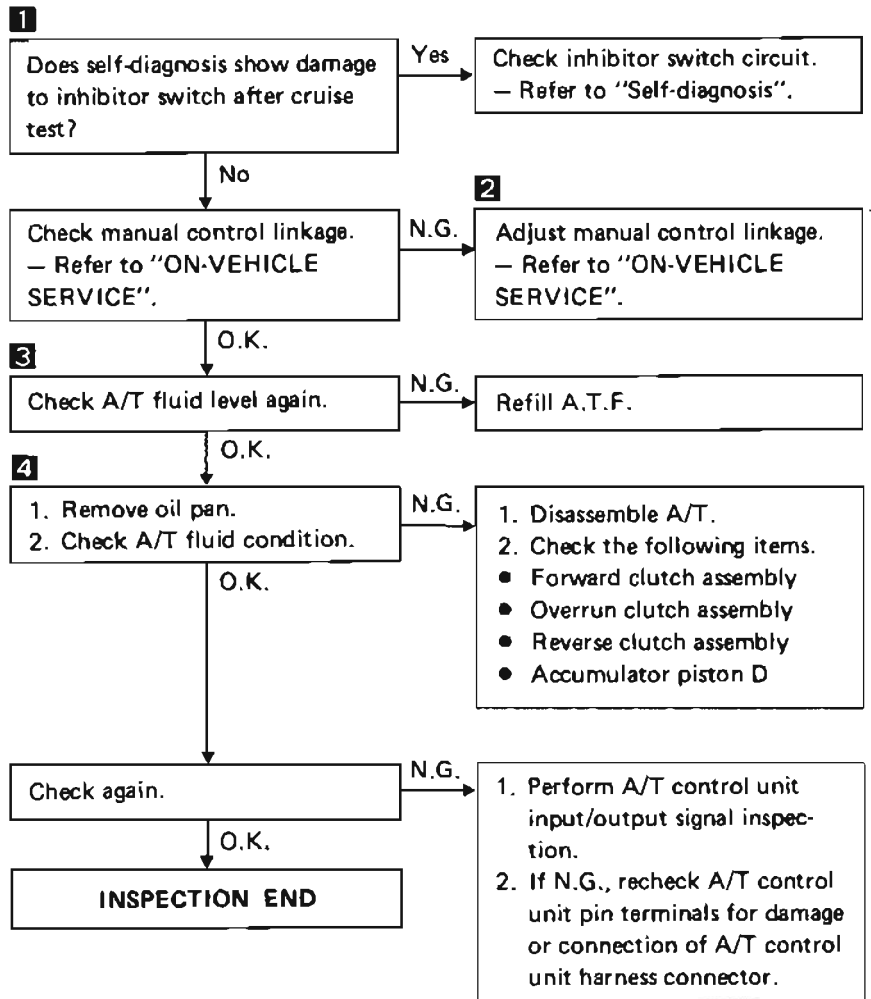 1
Does self-diagnosis show damage
to inhibitor switch after cruise
test?
Yes
Check inhibitor switch circuit.
— Refer to "Self-diagnosis".
No
Check manual control linkage.
— Refer to "ON-VEHICLE
SERVICE".
N.G.
2
Adjust manual control linkage.
— Refer to "ON-VEHICLE
SERVICE".
O.K.
3
Check A/T fluid level again.
N.G.
Refill A.T.F.
O.K.
4
1. Remove oil pan.
2. Check A/T fluid condition.
N.G.
1. Disassemble A/T.
2. Check the following items.
● Forward clutch assembly
● Overrun clutch assembly
● Reverse clutch assembly
● Accumulator piston D
O.K.
Check again.
N.G.
1. Perform A/T control unit
input/output signal inspec-
tion.
2. If N.G., recheck A/T control
unit pin terminals for damage
or connection of A/T control
unit harness connector.
O.K.
INSPECTION END